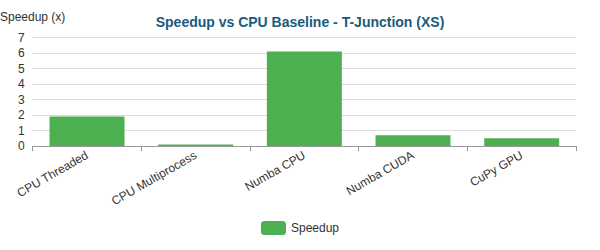 Speedup (x)
Speedup vs CPU Baseline - T-Junction (XS)
7
6
5
4
3
2
1
0
CPU Threaded
CPU Multiprocess
Numba CPU
Numba CUDA
CuPy GPU
Speedup